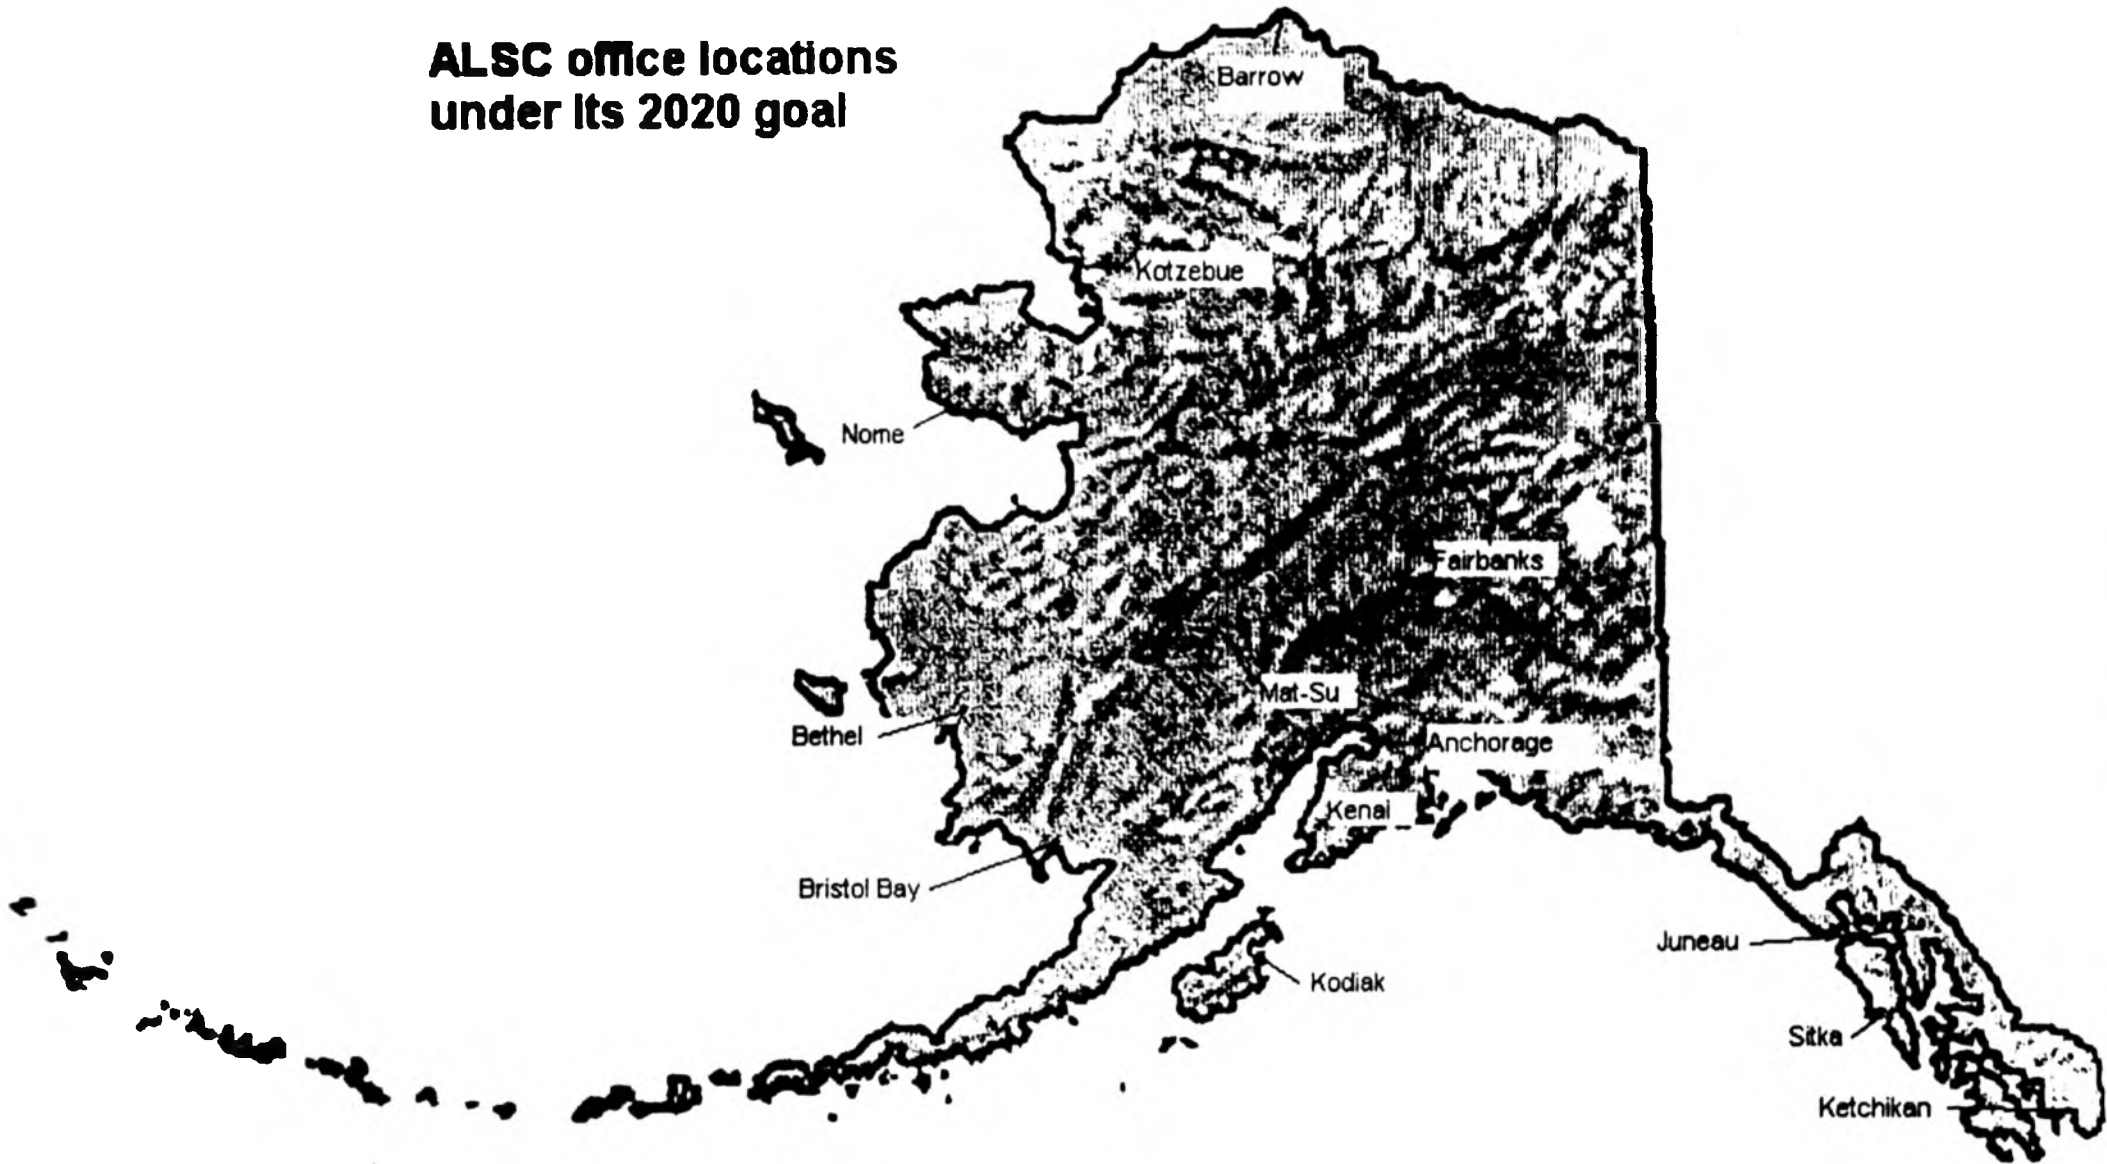 ALSC office locations
under its 2020 goal
Barrow
Kotzebue
Nome
Fairbanks
Mat-Su
Bethel
Anchorage
Kenai
Bristol Bay
Juneau
Kodiak
Sitka
Ketchikan